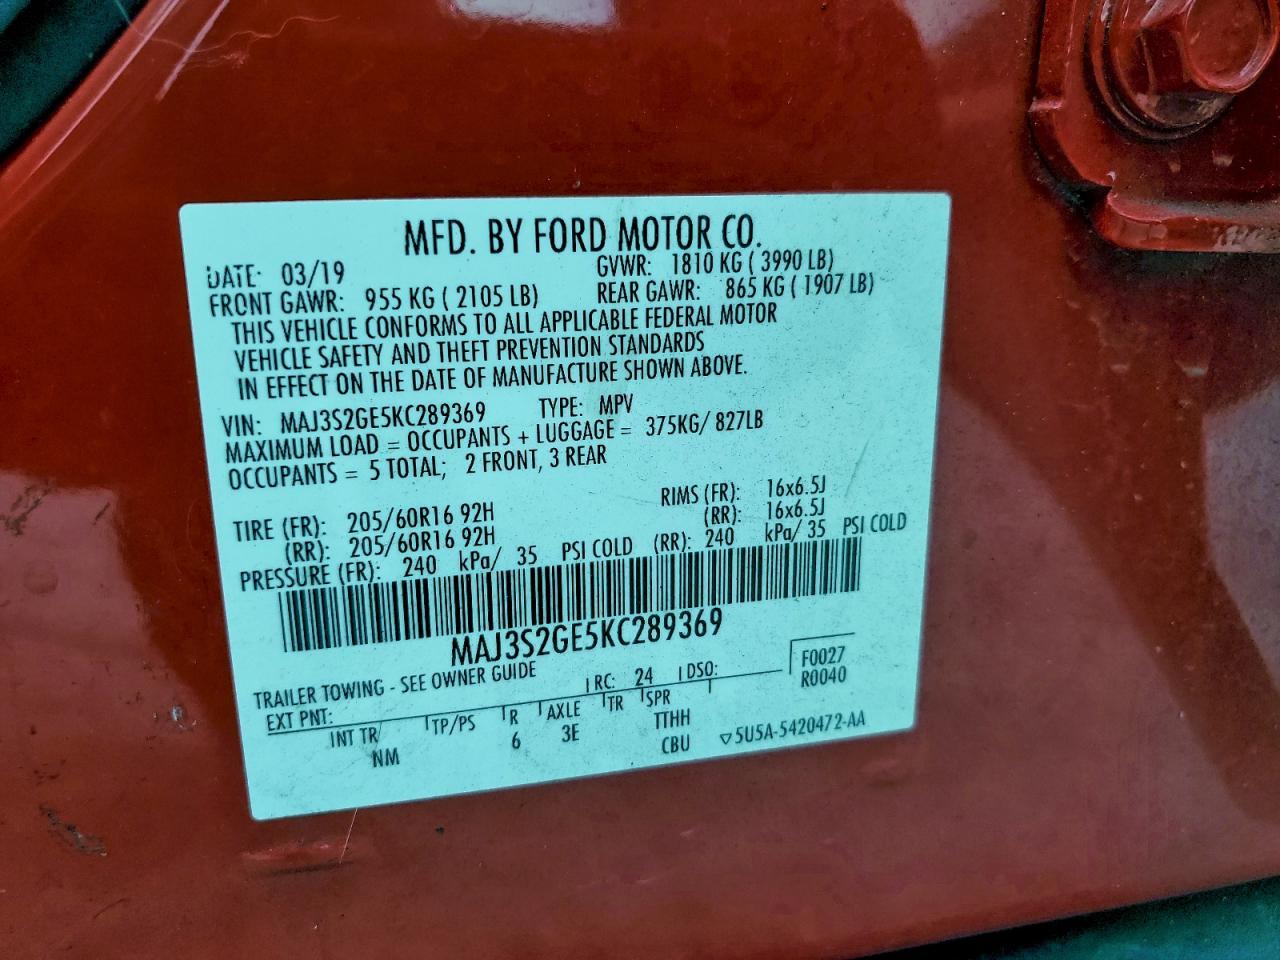 MFD. BY FORD MOTOR CO.
DATE: 03/19 GVWR: 1810 KG ( 3990 LB)
FRONT GAWR: 955 KG ( 2105 LB) REAR GAWR: 865 KG ( 1907 LB)
THIS VEHICLE CONFORMS TO ALL APPLICABLE FEDERAL MOTOR
VEHICLE SAFETY AND THEFT PREVENTION STANDARDS
IN EFFECT ON THE DATE OF MANUFACTURE SHOWN ABOVE.
VIN: MAJ3S2GE5KC289369 TYPE: MPV
MAXIMUM LOAD = OCCUPANTS + LUGGAGE = 375KG/ 827LB
OCCUPANTS = 5 TOTAL; 2 FRONT, 3 REAR
TIRE (FR): 205/60R16 92H RIMS (FR): 16x6.5J
(RR): 205/60R16 92H (RR): 16x6.5J
PRESSURE (FR): 240 kPa/ 35 PSI COLD (RR): 240 kPa/ 35 PSI COLD
MAJ3S2GE5KC289369
TRAILER TOWING - SEE OWNER GUIDE
EXT PNT: RC: 24 DSO: F0027
R0040
INT TR TP/PS R AXLE TR SPR
NM 6 3E TTHH
CBU ▽5U5A-5420472-AA